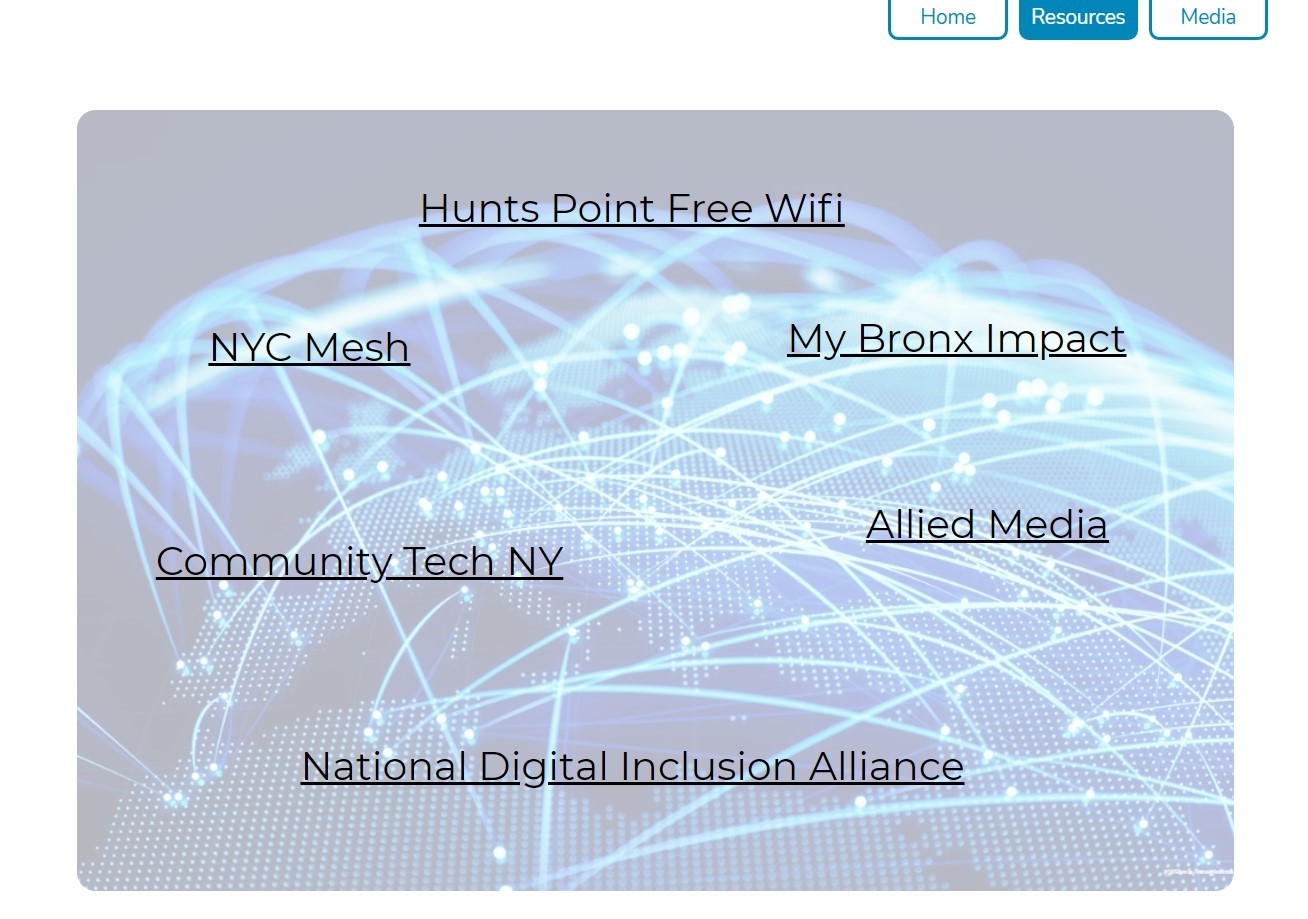 Home
Resources
Media
Hunts Point Free Wifi
NYC Mesh
My Bronx Impact
Allied Media
Community Tech NY
National Digital Inclusion Alliance